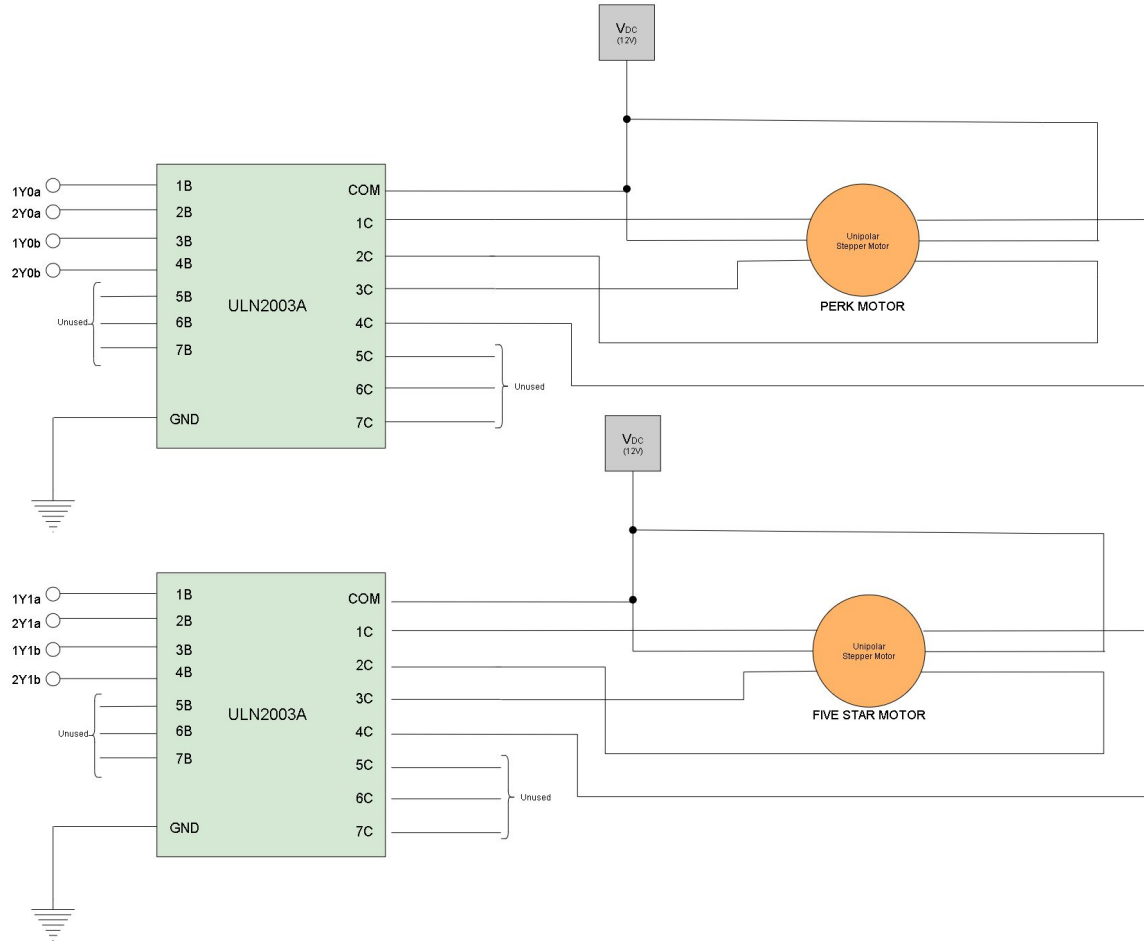 VDC
(12V)
1Y0a
2Y0a
1Y0b
2Y0b
Unused
1B
2B
3B
4B
5B
6B
7B
GND
ULN2003A
COM
1C
2C
3C
4C
5C
6C
7C
Unused
Unipolar
Stepper Motor
PERK MOTOR
VDC
(12V)
1Y1a
2Y1a
1Y1b
2Y1b
Unused
1B
2B
3B
4B
5B
6B
7B
GND
ULN2003A
COM
1C
2C
3C
4C
5C
6C
7C
Unused
Unipolar
Stepper Motor
FIVE STAR MOTOR